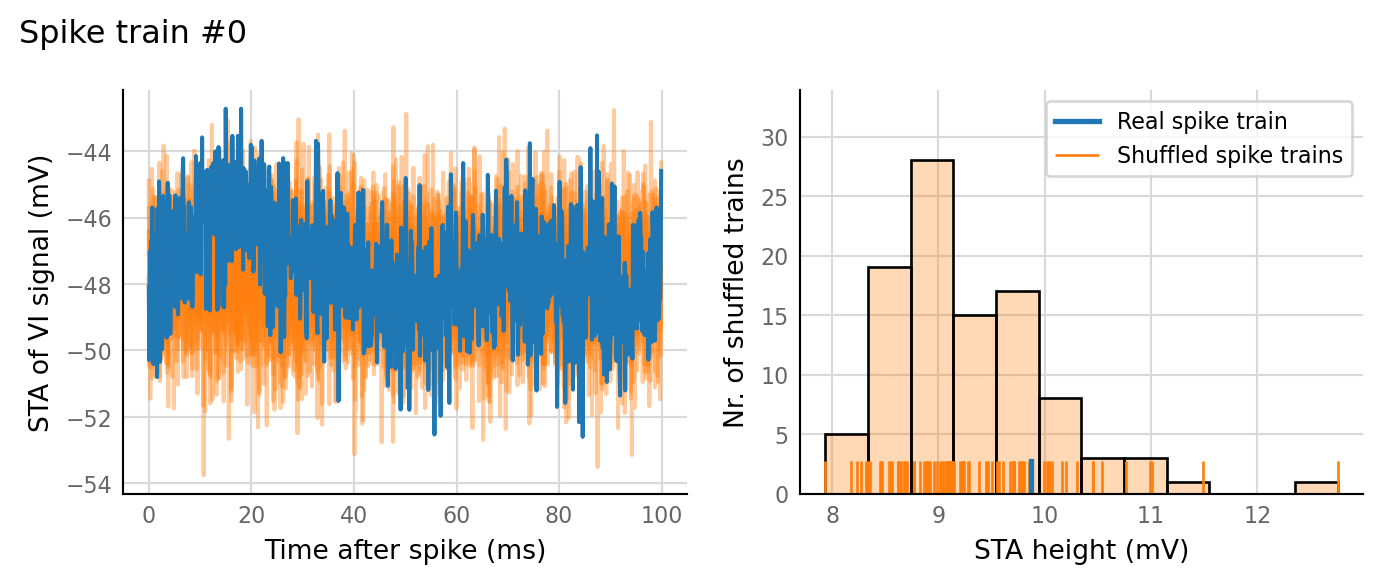 Spike train #0
STA of VI signal (mV)
−44
−46
−48
−50
−52
−54
0 20 40 60 80 100
Time after spike (ms)
Nr. of shuffled trains
30
25
20
15
10
5
0
8 9 10 11 12
STA height (mV)
Real spike train
Shuffled spike trains